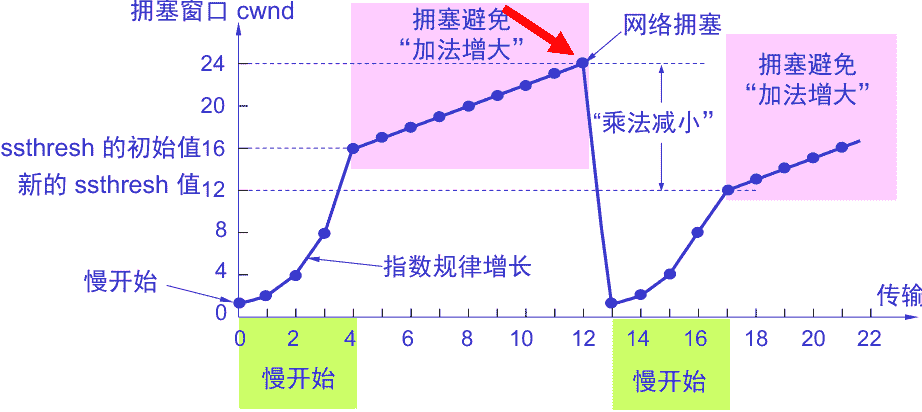 拥塞窗口 cwnd
拥塞避免
“加法增大”
网络拥塞
拥塞避免
“加法增大”
24
20
“乘法减小”
ssthresh 的初始值16
新的 ssthresh 值 12
8
4
0
慢开始
指数规律增长
传输
0 2 4 6 8 10 12 14 16 18 20 22
慢开始
慢开始